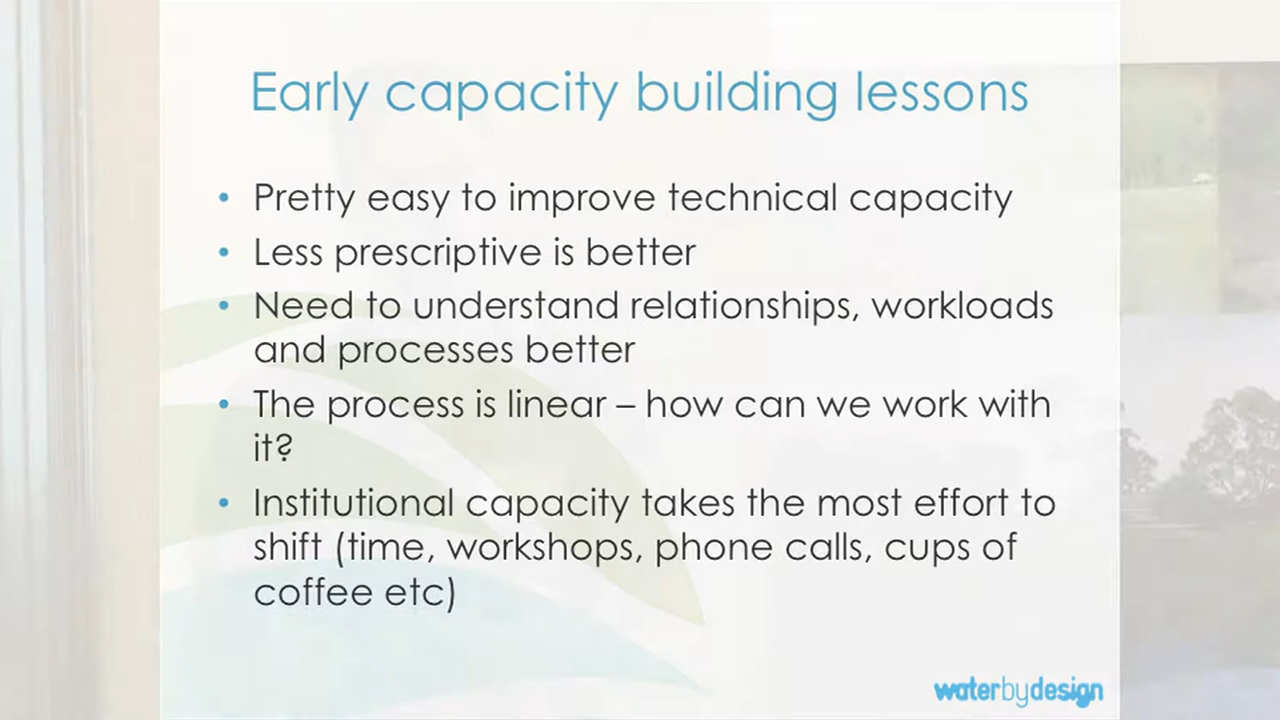 Early capacity building lessons
• Pretty easy to improve technical capacity
• Less prescriptive is better
• Need to understand relationships, workloads
and processes better
• The process is linear – how can we work with
it?
• Institutional capacity takes the most effort to
shift (time, workshops, phone calls, cups of
coffee etc)
waterbydesign